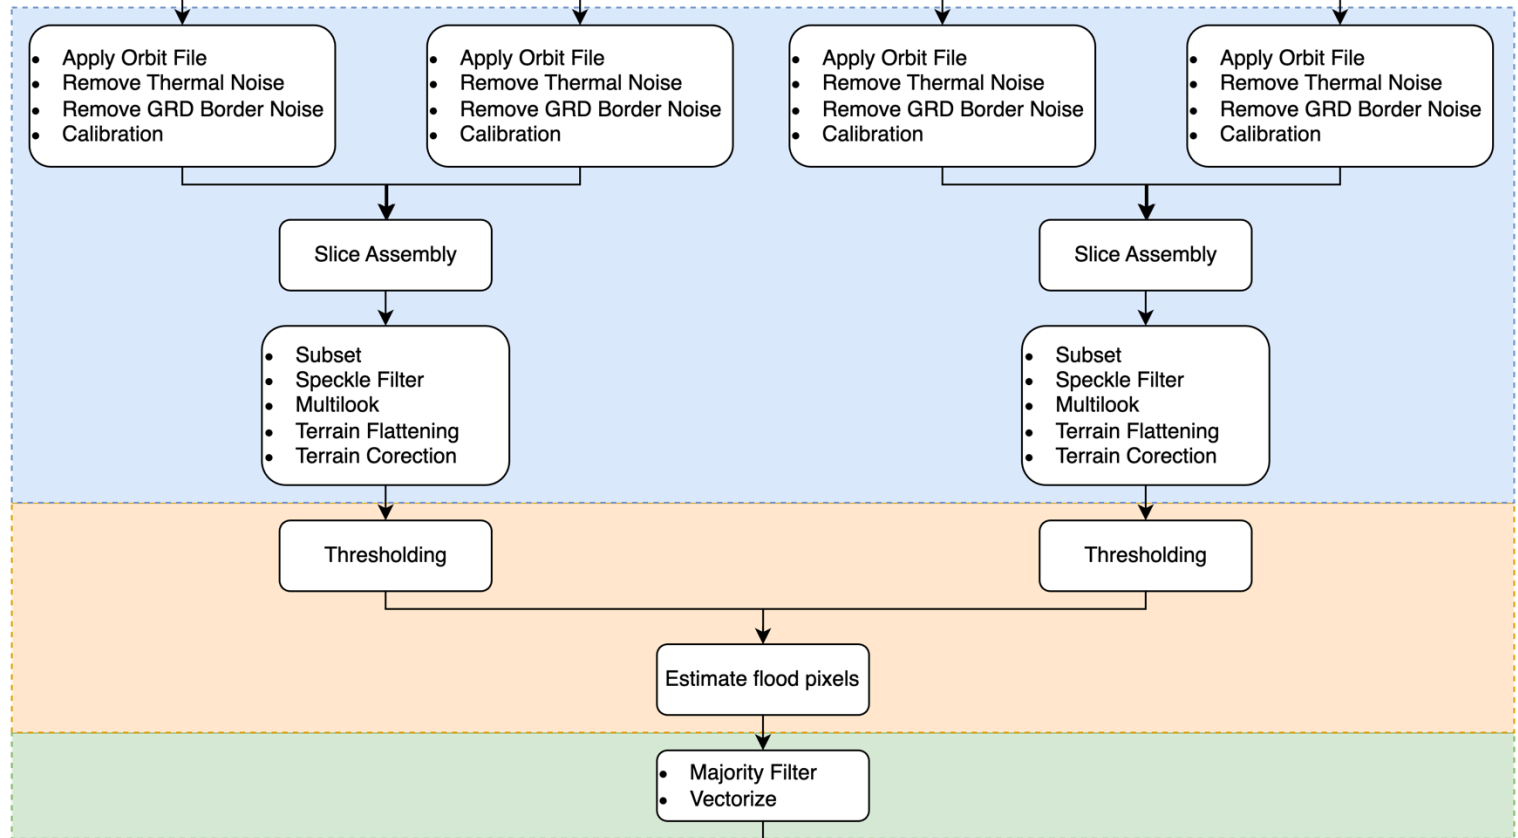 • Apply Orbit File
• Remove Thermal Noise
• Remove GRD Border Noise
• Calibration
• Apply Orbit File
• Remove Thermal Noise
• Remove GRD Border Noise
• Calibration
• Apply Orbit File
• Remove Thermal Noise
• Remove GRD Border Noise
• Calibration
• Apply Orbit File
• Remove Thermal Noise
• Remove GRD Border Noise
• Calibration
Slice Assembly
Slice Assembly
• Subset
• Speckle Filter
• Multilook
• Terrain Flattening
• Terrain Corection
• Subset
• Speckle Filter
• Multilook
• Terrain Flattening
• Terrain Corection
Thresholding
Thresholding
Estimate flood pixels
• Majority Filter
• Vectorize